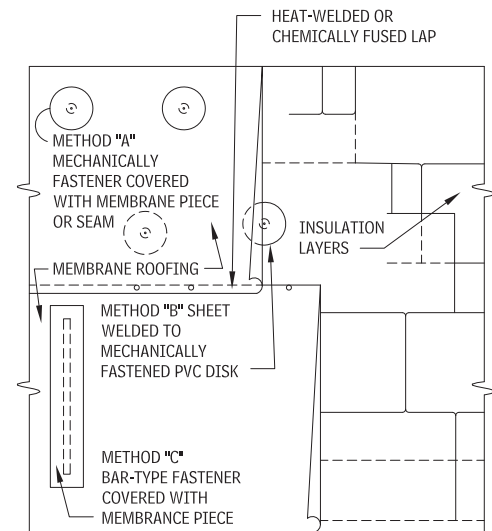 HEAT-WELDED OR
CHEMICALLY FUSED LAP
METHOD "A"
MECHANICALLY
FASTENER COVERED
WITH MEMBRANE PIECE
OR SEAM
INSULATION
LAYERS
MEMBRANE ROOFING
METHOD "B" SHEET
WELDED TO
MECHANICALLY
FASTENED PVC DISK
METHOD "C"
BAR-TYPE FASTENER
COVERED WITH
MEMBRANCE PIECE